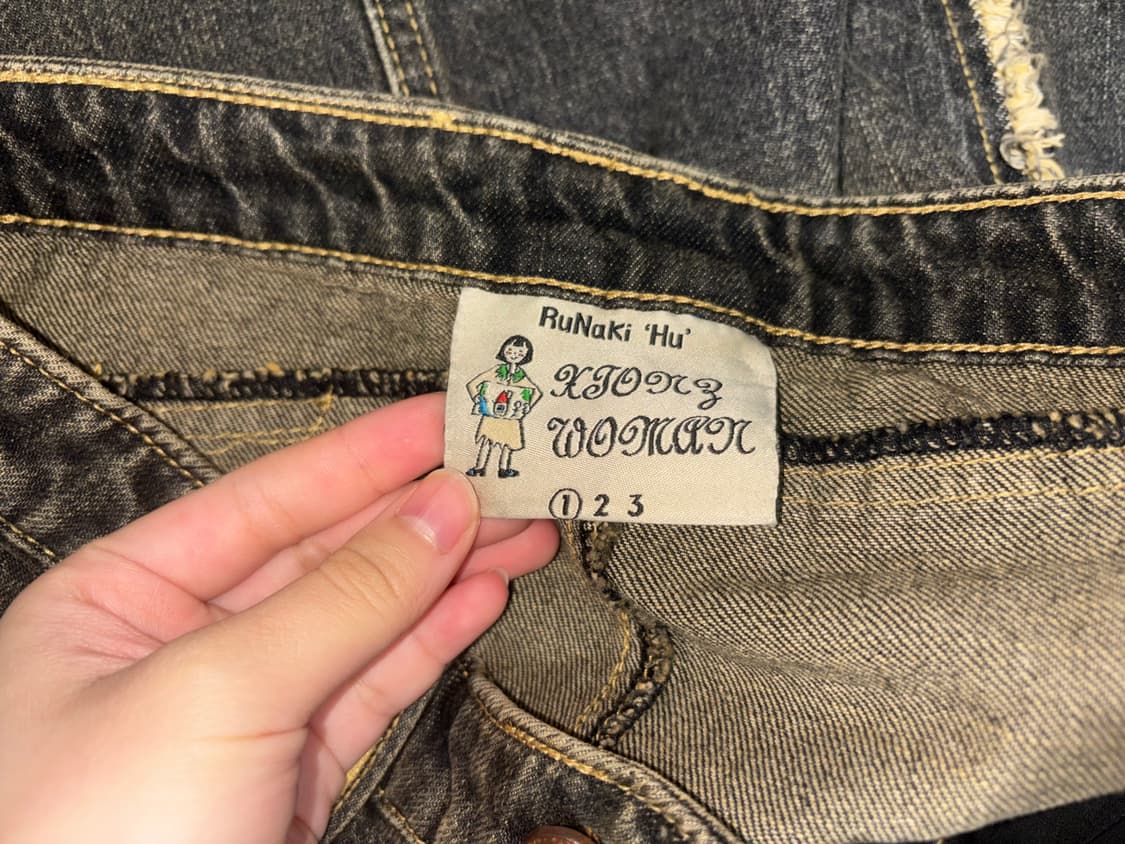 RuNaKi ‘Hu’
XIONZ
WOMAN
① 2 3